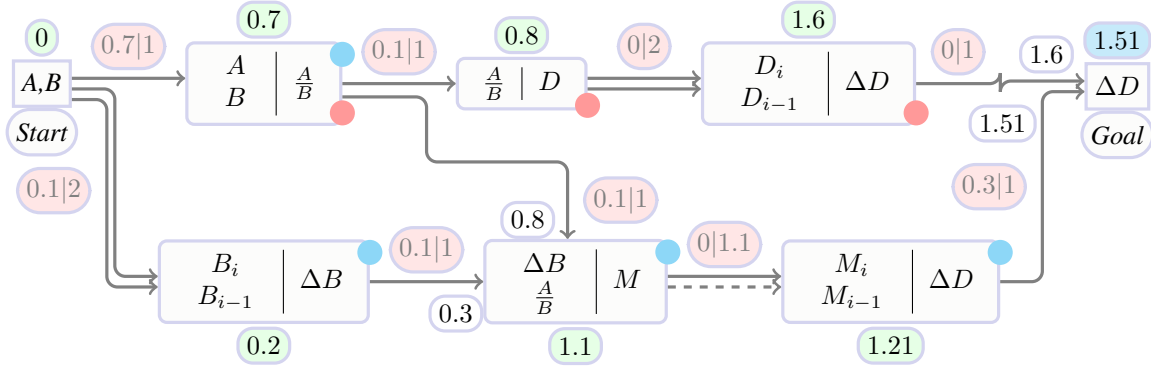 0
0.7
0.8
1.6
1.51
0.7|1
0.1|1
0|2
0|1
1.6
A,B
A
B
A/B
A/B
D
D_i
D_{i-1}
ΔD
ΔD
Start
1.51
Goal
0.1|2
0.8
0.1|1
0.3|1
0.1|1
0|1.1
B_i
B_{i-1}
ΔB
ΔB
A/B
M
M_i
M_{i-1}
ΔD
0.3
0.2
1.1
1.21